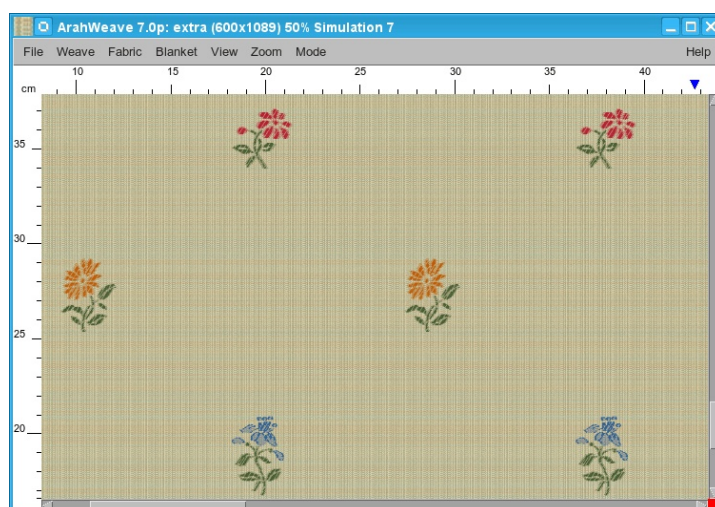 ArahWeave 7.0p: extra (600x1089) 50% Simulation 7
File Weave Fabric Blanket View Zoom Mode Help
10 15 20 25 30 35 40
cm
35
30
25
20